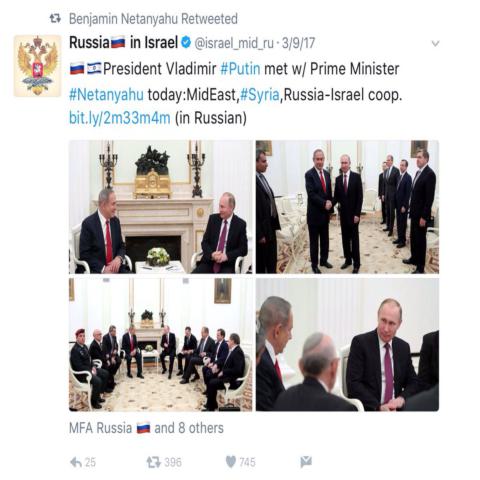 Benjamin Netanyahu Retweeted
Russia🇷🇺 in Israel @israel_mid_ru · 3/9/17
🇷🇺🇮🇱President Vladimir #Putin met w/ Prime Minister
#Netanyahu today:MidEast,#Syria,Russia-Israel coop.
bit.ly/2m33m4m (in Russian)
MFA Russia 🇷🇺 and 8 others
25 396 745